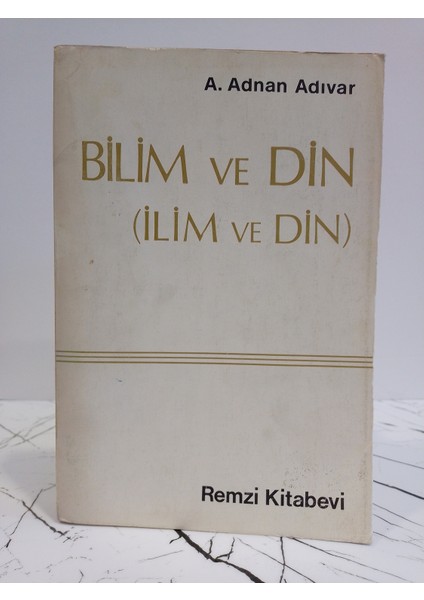 A. Adnan Adıvar
BİLİM VE DİN
(İLİM VE DİN)
Remzi Kitabevi